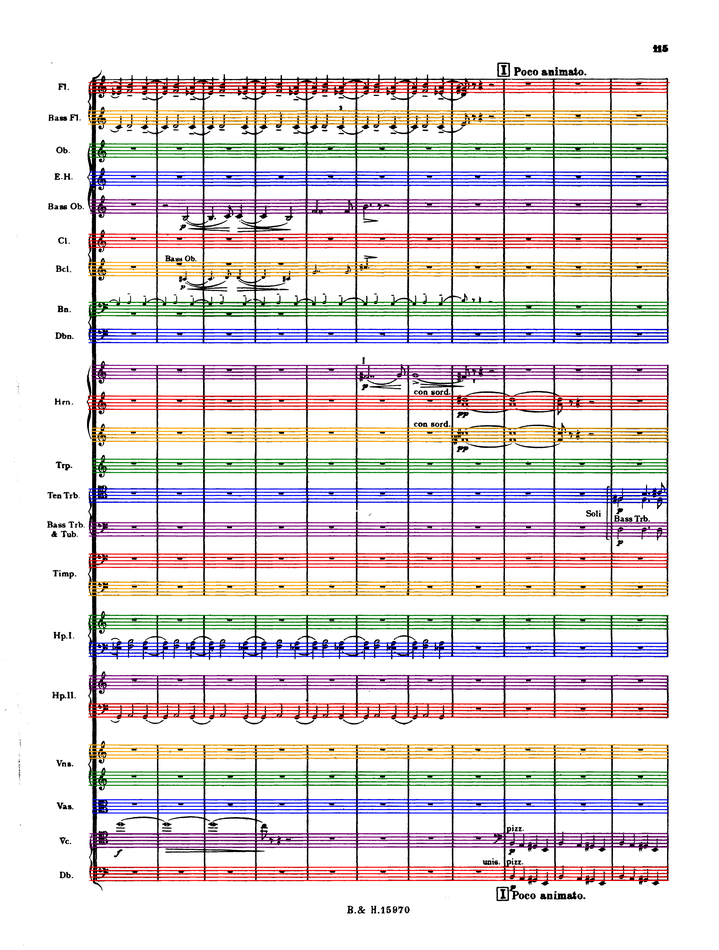 115
I Poco animato.
Fl.
Bass Fl.
3
Ob.
E.H.
Bass Ob.
p
Cl.
Bass Ob.
Bcl.
p
Bn.
Dbn.
I
p
con sord.
Hrn.
pp
con sord.
pp
Trp.
Ten Trb.
p
Soli
Bass Trb.
Bass Trb.
& Tub.
p
Timp.
Hp.I.
Hp.II.
Vns.
Vas.
pizz.
Vc.
f
p
unis. pizz.
Db.
p
I Poco animato.
B. & H. 15970